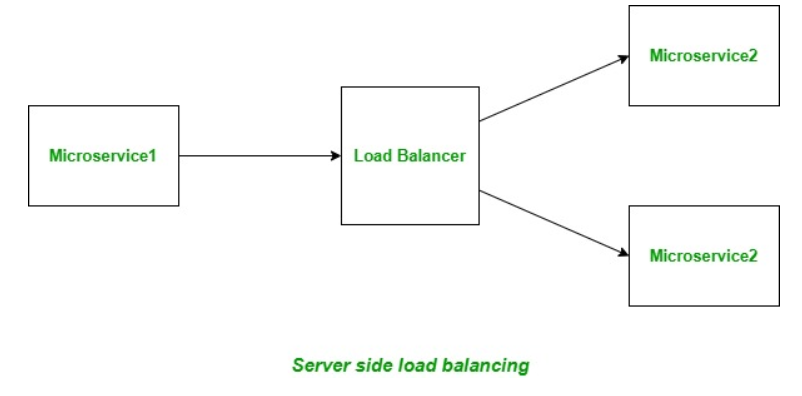 Microservice2
Microservice1
Load Balancer
Microservice2
Server side load balancing